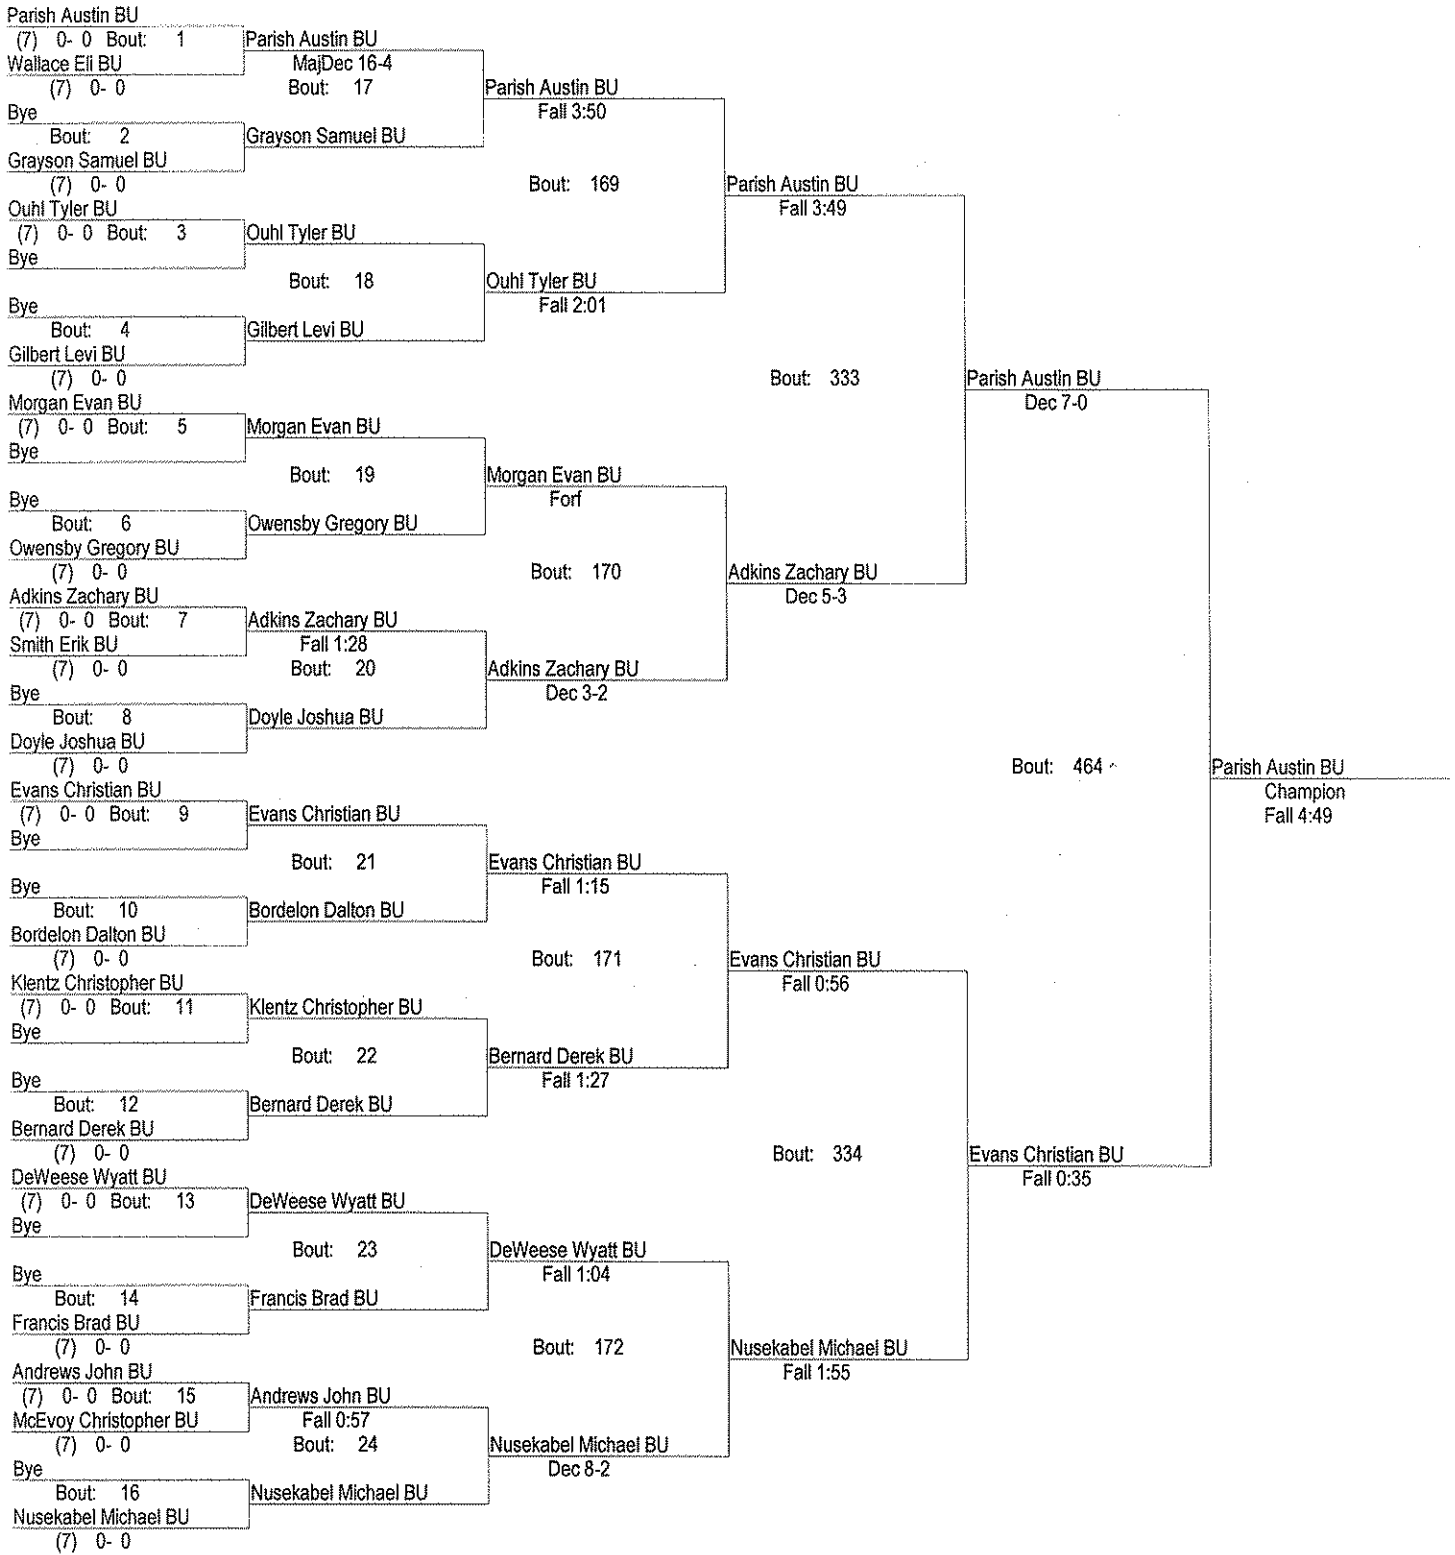 Parish Austin BU
(7) 0- 0 Bout: 1 Parish Austin BU
Wallace Eli BU MajDec 16-4
(7) 0- 0 Bout: 17 Parish Austin BU
Bye Fall 3:50
Bout: 2 Grayson Samuel BU
Grayson Samuel BU
(7) 0- 0 Bout: 169 Parish Austin BU
Ouhl Tyler BU Fall 3:49
(7) 0- 0 Bout: 3 Ouhl Tyler BU
Bye
Bout: 18 Ouhl Tyler BU
Bye Fall 2:01
Bout: 4 Gilbert Levi BU
Gilbert Levi BU
(7) 0- 0 Bout: 333 Parish Austin BU
Morgan Evan BU Dec 7-0
(7) 0- 0 Bout: 5 Morgan Evan BU
Bye
Bout: 19 Morgan Evan BU
Bye Forf
Bout: 6 Owensby Gregory BU
Owensby Gregory BU
(7) 0- 0 Bout: 170 Adkins Zachary BU
Adkins Zachary BU Dec 5-3
(7) 0- 0 Bout: 7 Adkins Zachary BU
Smith Erik BU Fall 1:28
(7) 0- 0 Bout: 20 Adkins Zachary BU
Bye Dec 3-2
Bout: 8 Doyle Joshua BU
Doyle Joshua BU
(7) 0- 0 Bout: 464 Parish Austin BU
Evans Christian BU Champion
(7) 0- 0 Bout: 9 Evans Christian BU Fall 4:49
Bye
Bout: 21 Evans Christian BU
Bye Fall 1:15
Bout: 10 Bordelon Dalton BU
Bordelon Dalton BU
(7) 0- 0 Bout: 171 Evans Christian BU
Klentz Christopher BU Fall 0:56
(7) 0- 0 Bout: 11 Klentz Christopher BU
Bye
Bout: 22 Bernard Derek BU
Bye Fall 1:27
Bout: 12 Bernard Derek BU
Bernard Derek BU
(7) 0- 0 Bout: 334 Evans Christian BU
DeWeese Wyatt BU Fall 0:35
(7) 0- 0 Bout: 13 DeWeese Wyatt BU
Bye
Bout: 23 DeWeese Wyatt BU
Bye Fall 1:04
Bout: 14 Francis Brad BU
Francis Brad BU
(7) 0- 0 Bout: 172 Nusekabel Michael BU
Andrews John BU Fall 1:55
(7) 0- 0 Bout: 15 Andrews John BU
McEvoy Christopher BU Fall 0:57
(7) 0- 0 Bout: 24 Nusekabel Michael BU
Bye Dec 8-2
Bout: 16 Nusekabel Michael BU
Nusekabel Michael BU
(7) 0- 0